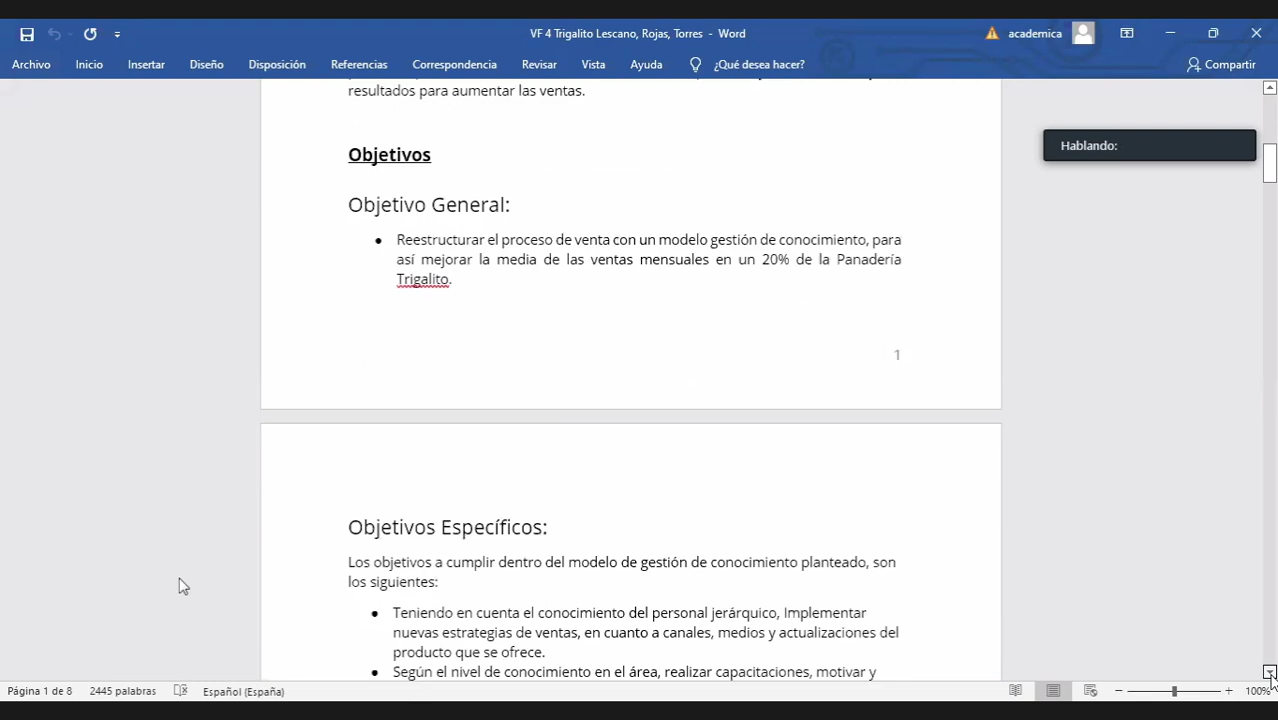 VF 4 Trigalito Lescano, Rojas, Torres - Word
academica
Archivo Inicio Insertar Diseño Disposición Referencias Correspondencia Revisar Vista Ayuda ¿Qué desea hacer? Compartir
resultados para aumentar las ventas.
Hablando:
Objetivos
Objetivo General:
● Reestructurar el proceso de venta con un modelo gestión de conocimiento, para
así mejorar la media de las ventas mensuales en un 20% de la Panadería
Trigalito.
1
Objetivos Específicos:
Los objetivos a cumplir dentro del modelo de gestión de conocimiento planteado, son
los siguientes:
● Teniendo en cuenta el conocimiento del personal jerárquico, Implementar
nuevas estrategias de ventas, en cuanto a canales, medios y actualizaciones del
producto que se ofrece.
● Según el nivel de conocimiento en el área, realizar capacitaciones, motivar y
Página 1 de 8 2445 palabras Español (España) 100%